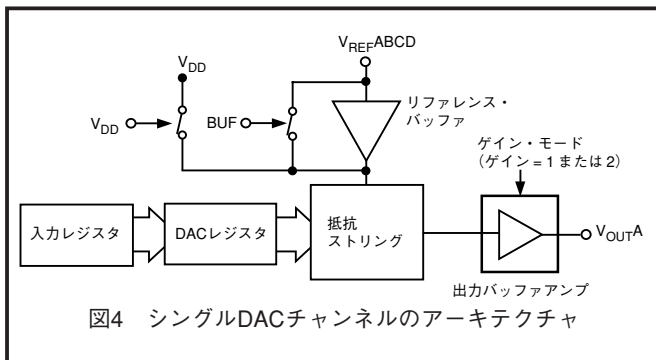 VREFABCD
VDD
リファレンス・
バッファ
VDD
BUF
ゲイン・モード
(ゲイン = 1 または 2)
入力レジスタ
DACレジスタ
抵抗
ストリング
VOUTA
出力バッファアンプ
図4 シングルDACチャンネルのアーキテクチャ